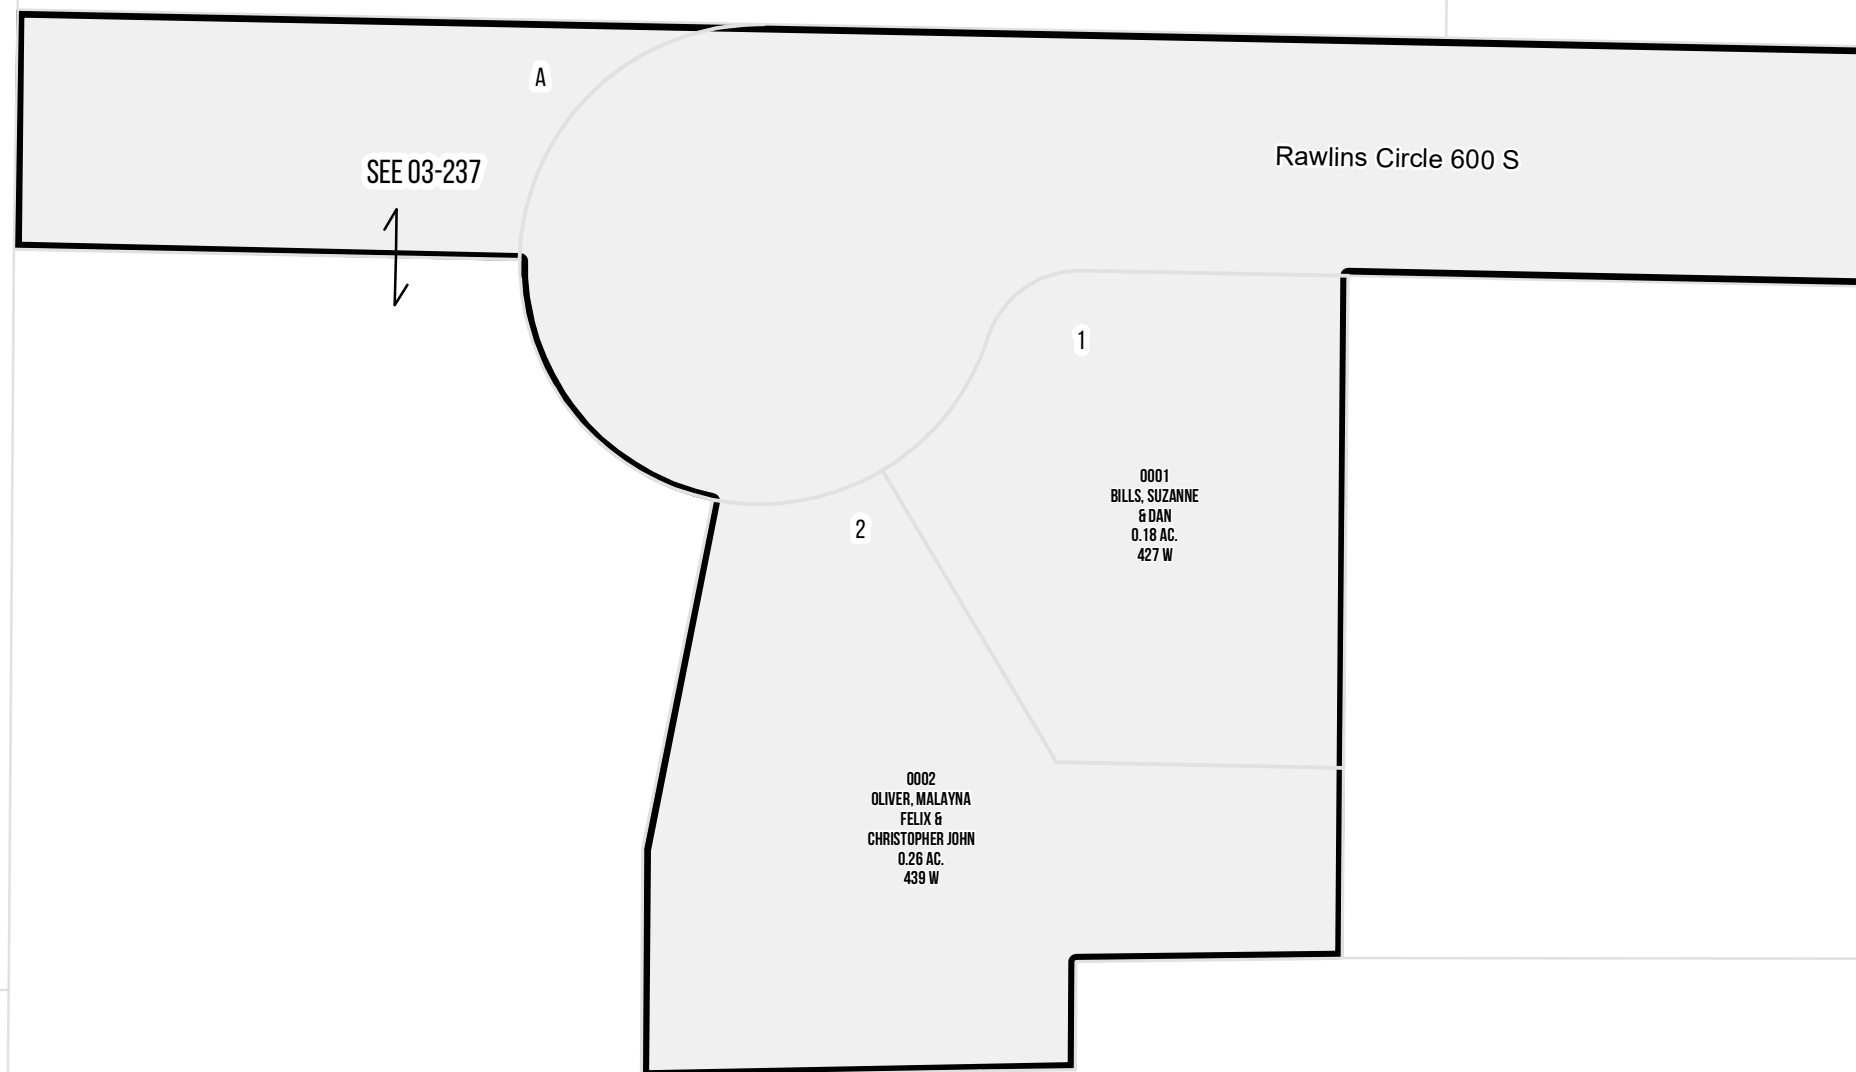 A
SEE 03-237
Rawlins Circle 600 S
1
0001
BILLS, SUZANNE
& DAN
0.18 AC.
427 W
2
0002
OLIVER, MALAYNA
FELIX &
CHRISTOPHER JOHN
0.26 AC.
439 W